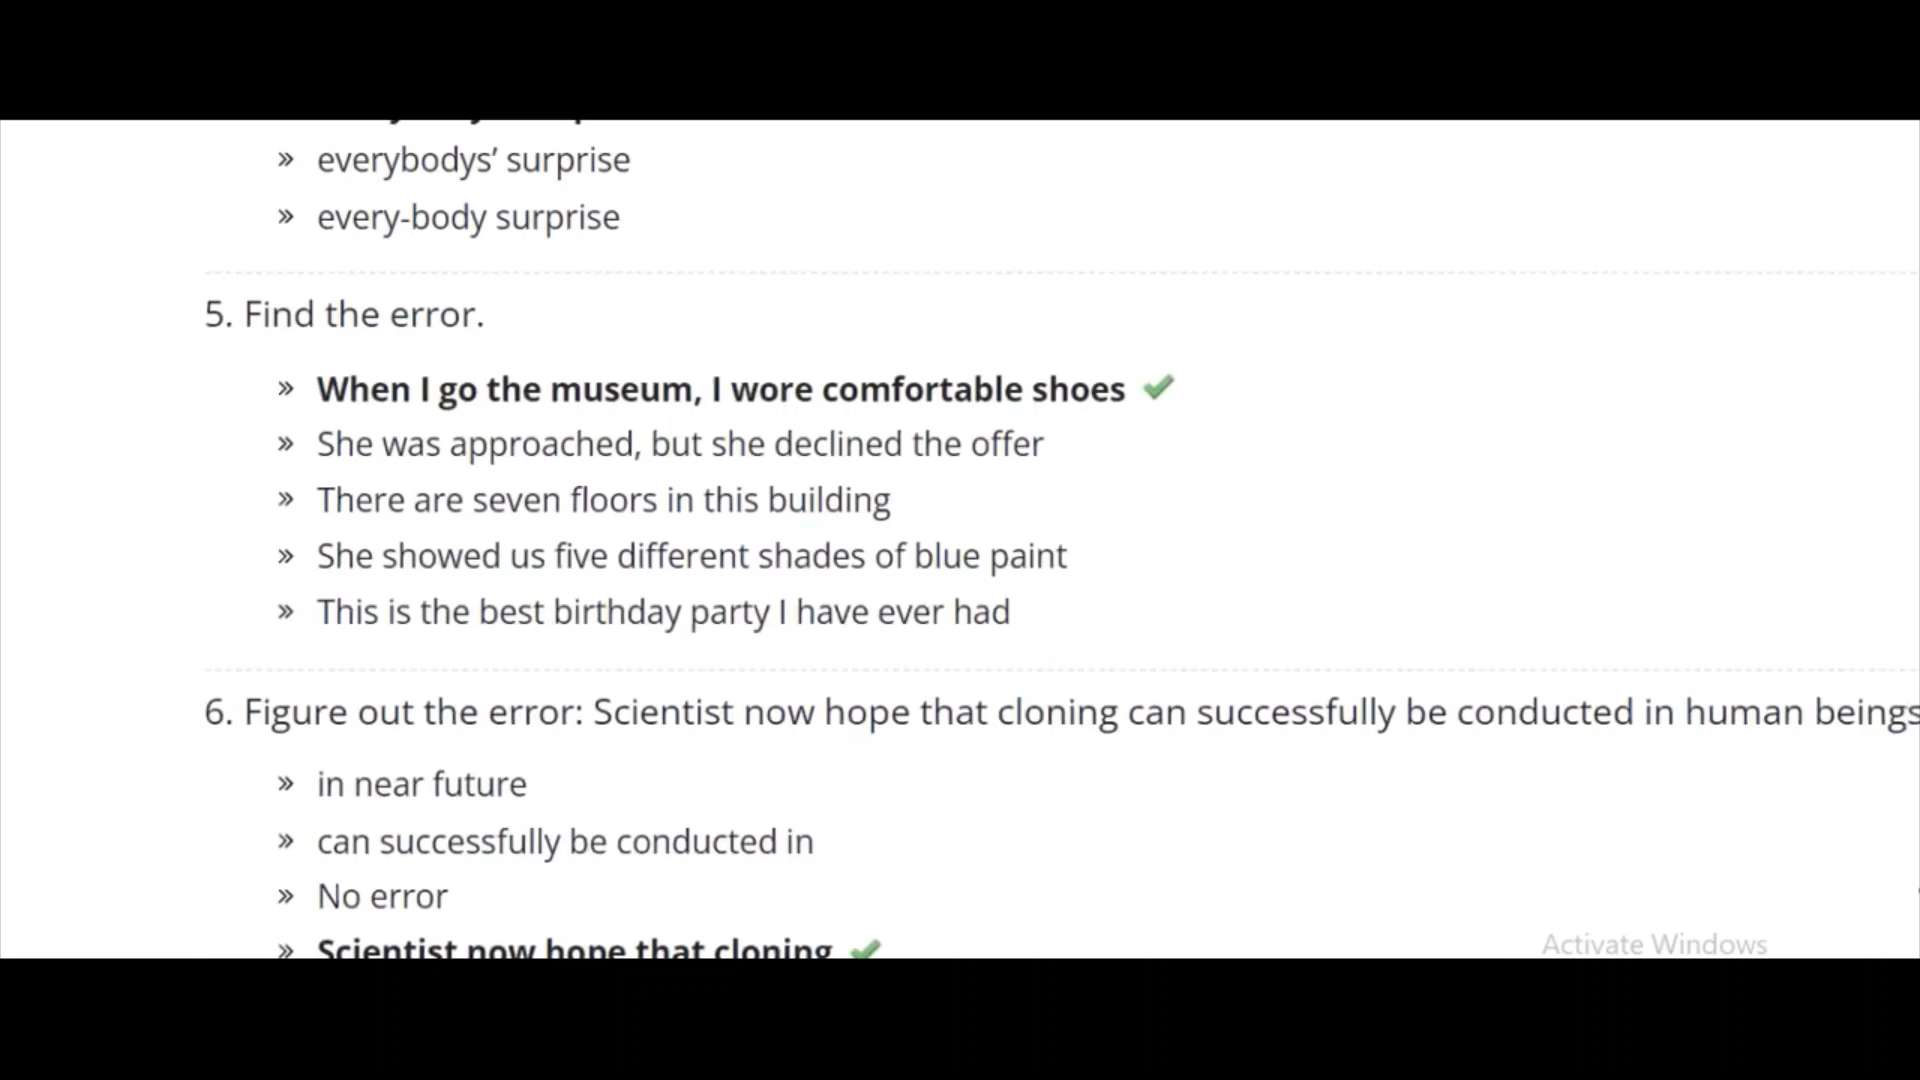 » everybodys’ surprise
» every-body surprise
5. Find the error.
» When I go the museum, I wore comfortable shoes
» She was approached, but she declined the offer
» There are seven floors in this building
» She showed us five different shades of blue paint
» This is the best birthday party I have ever had
6. Figure out the error: Scientist now hope that cloning can successfully be conducted in human beings
» in near future
» can successfully be conducted in
» No error
» Scientist now hope that cloning
Activate Windows